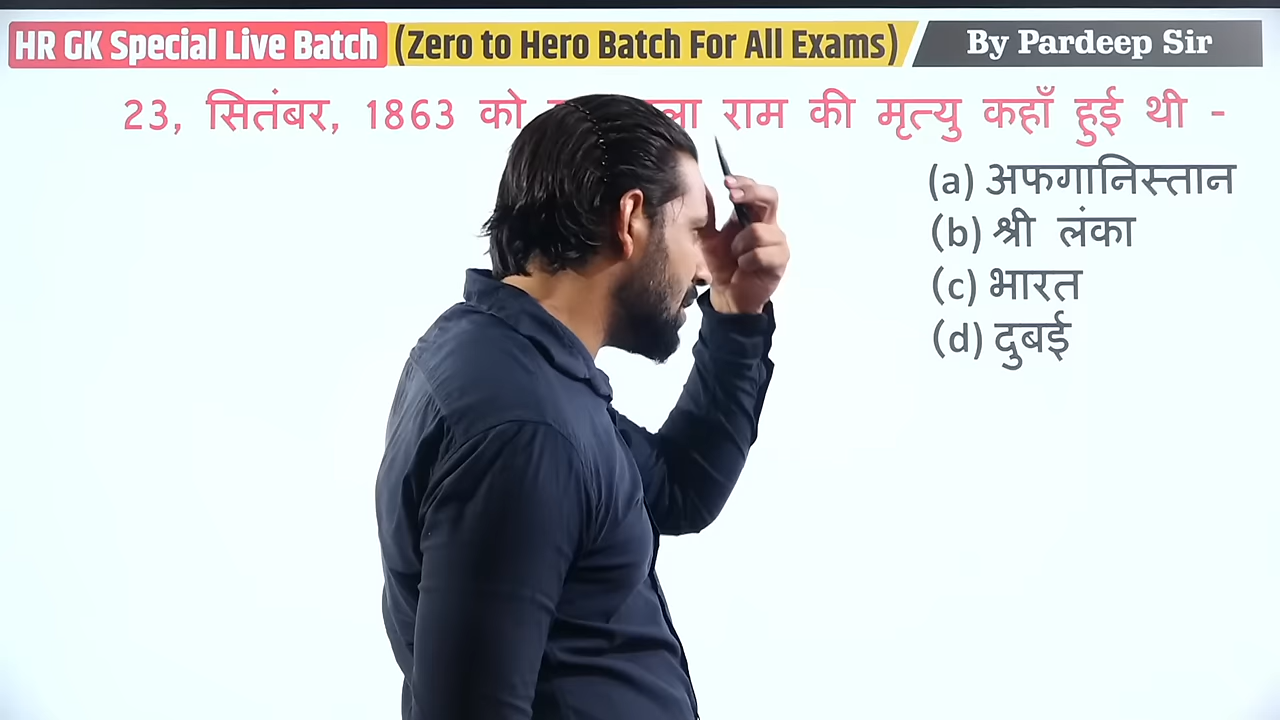 HR GK Special Live Batch (Zero to Hero Batch For All Exams) By Pardeep Sir
23, सितंबर, 1863 को राम की मृत्यु कहाँ हुई थी -
(a) अफगानिस्तान
(b) श्री लंका
(c) भारत
(d) दुबई